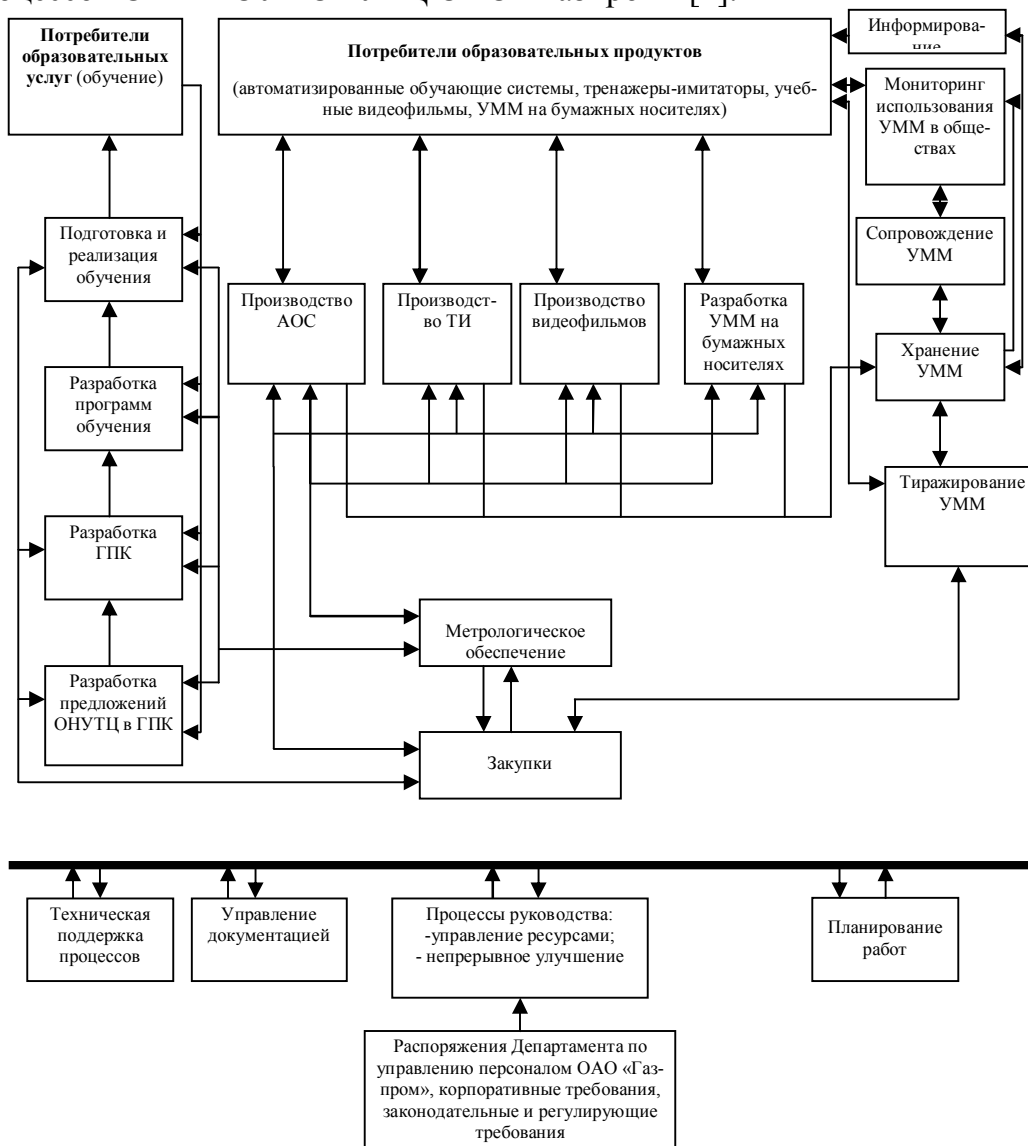 Потребители
образовательных
услуг (обучение)
Потребители образовательных продуктов
(автоматизированные обучающие системы, тренажеры-имитаторы, учеб-
ные видеофильмы, УММ на бумажных носителях)
Информирова-
ние
Мониторинг
использования
УММ в обще-
ствах
Подготовка и
реализация
обучения
Сопровождение
УММ
Производство
АОС
Производст-
во ТИ
Производство
видеофильмов
Разработка
УММ на
бумажных
носителях
Хранение
УММ
Разработка
программ
обучения
Тиражирование
УММ
Разработка
ГПК
Метрологическое
обеспечение
Разработка
предложений
ОНУТЦ в ГПК
Закупки
Техническая
поддержка
процессов
Управление
документацией
Процессы руководства:
-управление ресурсами;
- непрерывное улучшение
Планирование
работ
Распоряжения Департамента по
управлению персоналом ОАО «Газ-
пром», корпоративные требования,
законодательные и регулирующие
требования